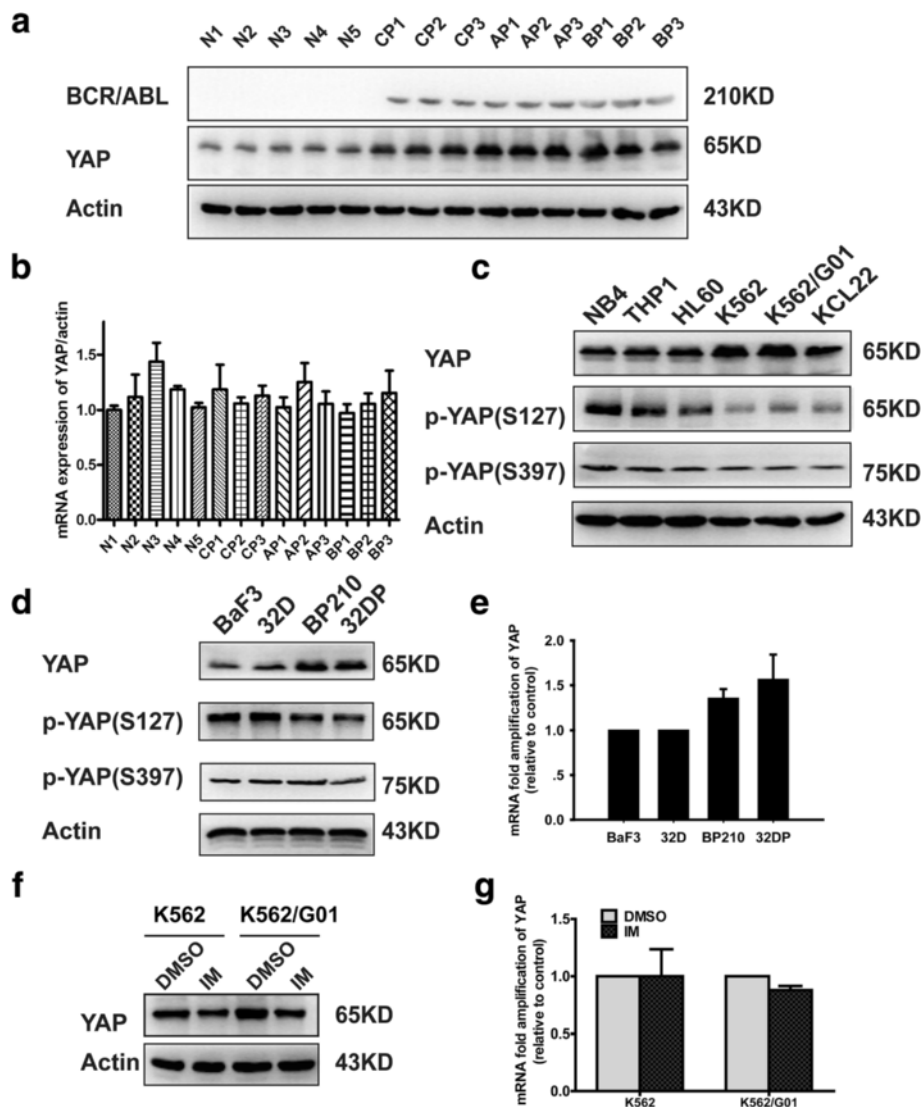 a
N1 N2 N3 N4 N5 CP1 CP2 CP3 AP1 AP2 AP3 BP1 BP2 BP3
BCR/ABL 210KD
YAP 65KD
Actin 43KD
b
mRNA expression of YAP/actin
1.5
1.0
0.5
0.0
N1 N2 N3 N4 N5 CP1 CP2 CP3 AP1 AP2 AP3 BP1 BP2 BP3
c
NB4 THP1 HL60 K562 K562/G01 KCL22
YAP 65KD
p-YAP(S127) 65KD
p-YAP(S397) 75KD
Actin 43KD
d
BaF3 32D BP210 32DP
YAP 65KD
p-YAP(S127) 65KD
p-YAP(S397) 75KD
Actin 43KD
e
mRNA fold amplification of YAP
(relative to control)
2.0
1.5
1.0
.5
0.0
BaF3 32D BP210 32DP
f
K562 K562/G01
DMSO IM DMSO IM
YAP 65KD
Actin 43KD
g
mRNA fold amplification of YAP
(relative to control)
1.5
1.0
0.5
0.0
DMSO
IM
K562 K562/G01